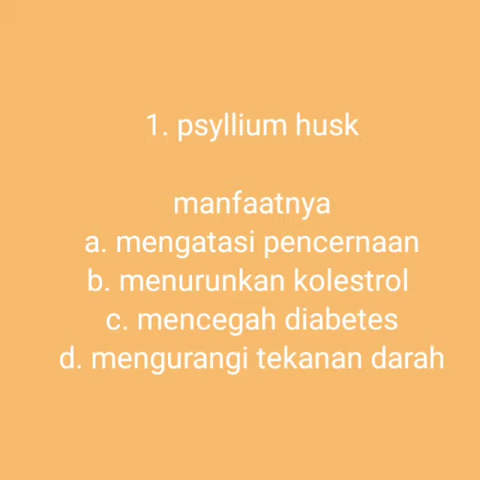 1. psyllium husk
manfaatnya
a. mengatasi pencernaan
b. menurunkan kolestrol
c. mencegah diabetes
d. mengurangi tekanan darah